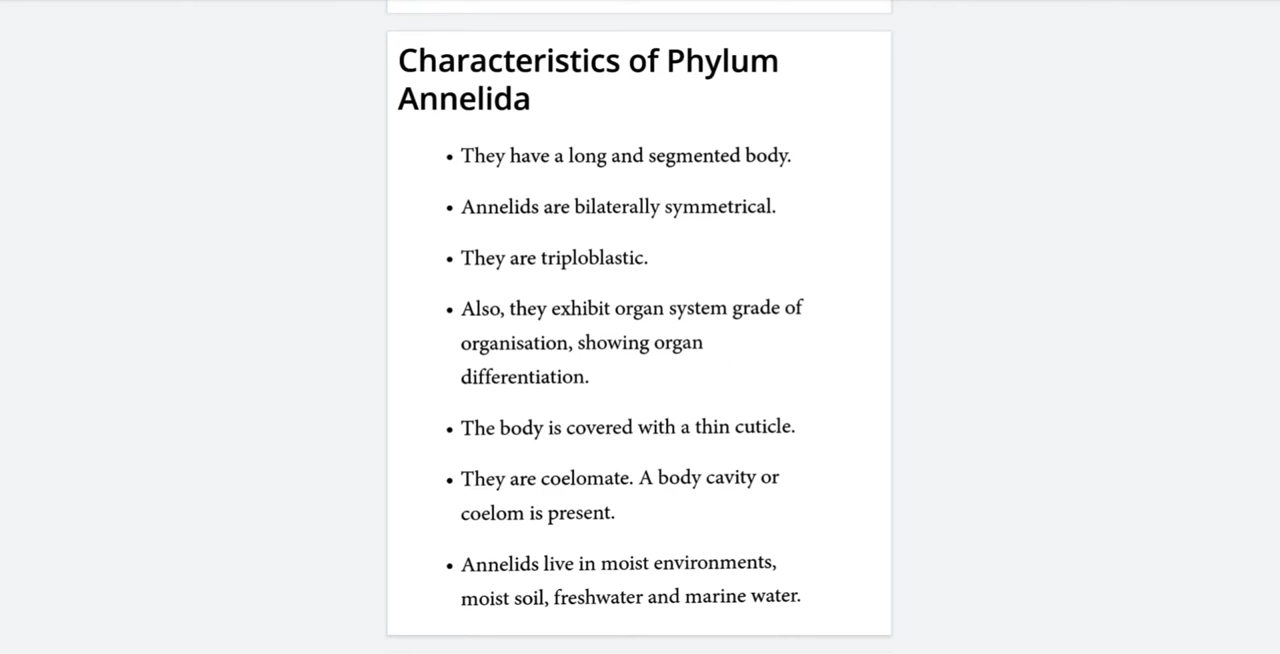 Characteristics of Phylum
Annelida
• They have a long and segmented body.
• Annelids are bilaterally symmetrical.
• They are triploblastic.
• Also, they exhibit organ system grade of
organisation, showing organ
differentiation.
• The body is covered with a thin cuticle.
• They are coelomate. A body cavity or
coelom is present.
• Annelids live in moist environments,
moist soil, freshwater and marine water.